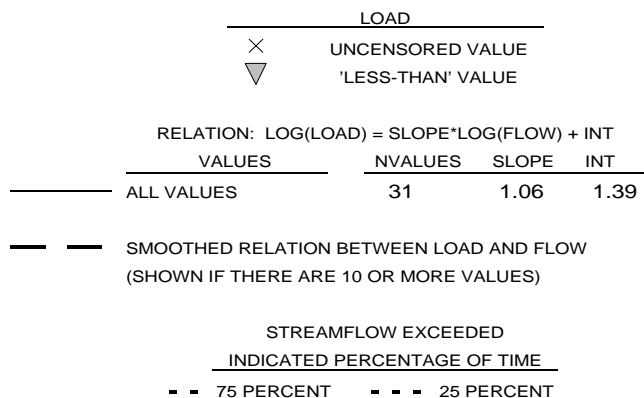 LOAD
UNCENSORED VALUE
'LESS-THAN' VALUE
RELATION: LOG(LOAD) = SLOPE*LOG(FLOW) + INT
VALUES NVALUES SLOPE INT
ALL VALUES 31 1.06 1.39
SMOOTHED RELATION BETWEEN LOAD AND FLOW
(SHOWN IF THERE ARE 10 OR MORE VALUES)
STREAMFLOW EXCEEDED
INDICATED PERCENTAGE OF TIME
75 PERCENT 25 PERCENT